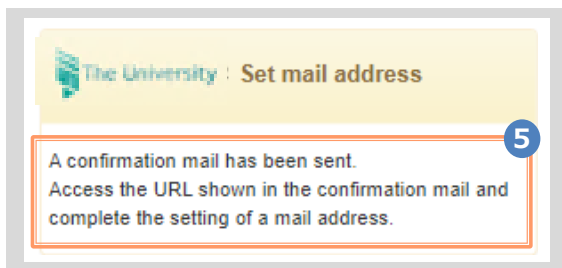 The University : Set mail address
5
A confirmation mail has been sent.
Access the URL shown in the confirmation mail and
complete the setting of a mail address.